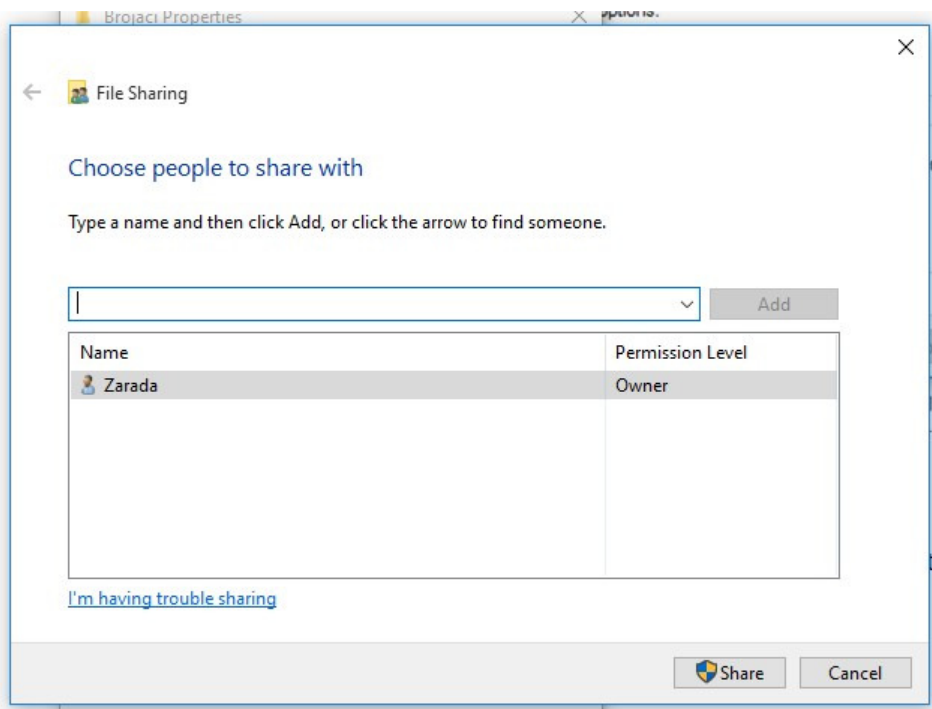 Brojaci Properties
options:
File Sharing
Choose people to share with
Type a name and then click Add, or click the arrow to find someone.
Add
Name Permission Level
Zarada Owner
I'm having trouble sharing
Share Cancel